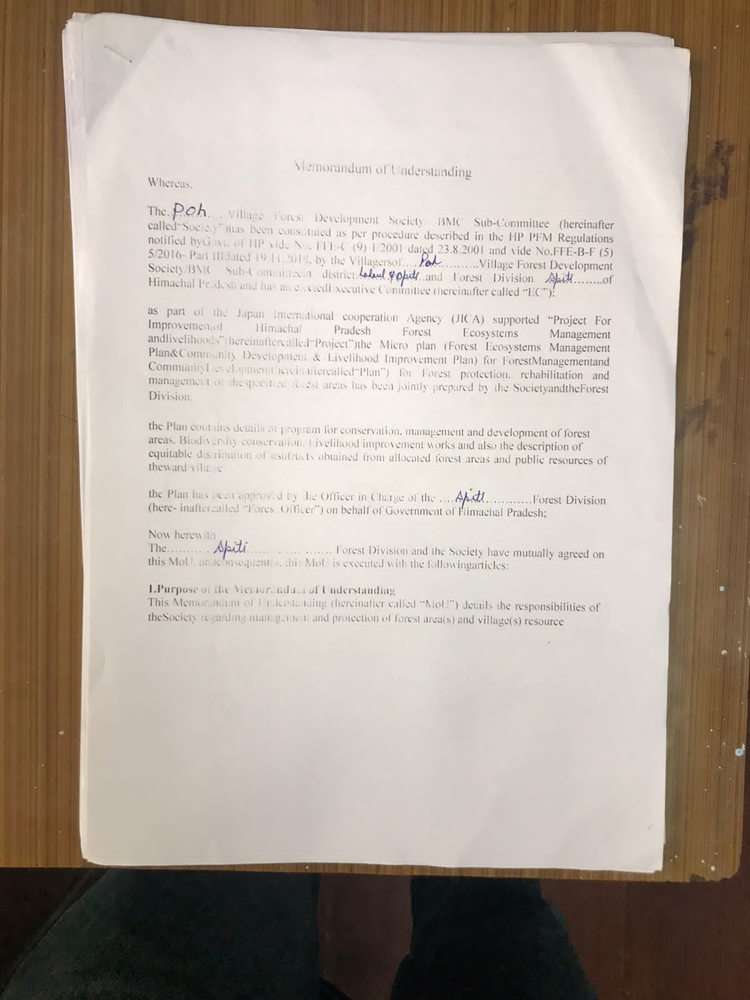 Memorandum of Understanding
Whereas,
The.Poh.. . Village Forest Development Society/ BMC Sub-Committee (hereinafter
called“Society”)has been constituted as per procedure described in the HP PFM Regulations
notified byGovt. of HP vide No. FFE-C (9) 1/2001 dated 23.8.2001 and vide No.FFE-B-F (5)
5/2016- Part IIIdated 19.11.2018, by the Villagersof....Poh...........Village Forest Development
Society/BMC Sub-Committeein district.Lahaul & Spiti..and Forest Division Spiti........of
Himachal Pradesh and has an electedExecutive Committee (hereinafter called “EC”);
as part of the Japan International cooperation Agency (JICA) supported “Project For
Improvementof Himachal Pradesh Forest Ecosystems Management
andlivelihoods”(hereinaftercalled“Project”)the Micro plan (Forest Ecosystems Management
Plan&Community Development & Livelihood Improvement Plan) for ForestManagementand
CommunityDevelopment(hereinaftercalled“Plan”) for Forest protection, rehabilitation and
management of thespecified forest areas has been jointly prepared by the SocietyandtheForest
Division;
the Plan contains details of program for conservation, management and development of forest
areas, Biodiversity conservation, Livelihood improvement works and also the description of
equitable distribution of usufructs obtained from allocated forest areas and public resources of
theward/village.
the Plan has been approved by the Officer in Charge of the ....Spiti............Forest Division
(here- inaftercalled “Forest Officer”) on behalf of Government of Himachal Pradesh;
Now herewith
The.......... Spiti.................. Forest Division and the Society have mutually agreed on
this MoU, andconsequently, this MoU is executed with the followingarticles:
1.Purpose of the Memorandum of Understanding
This Memorandum of Understanding (hereinafter called “MoU”) details the responsibilities of
theSociety regarding management and protection of forest area(s) and village(s) resource